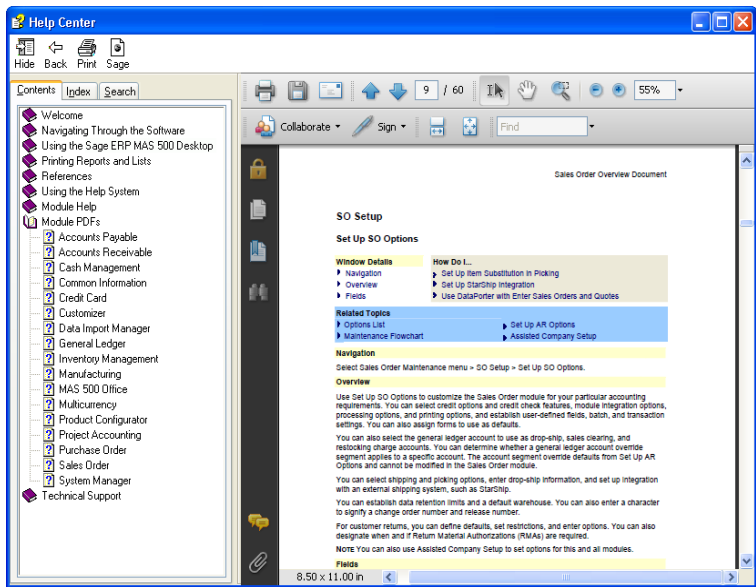 Help Center
Hide Back Print Sage
Contents Index Search
Welcome
Navigating Through the Software
Using the Sage ERP MAS 500 Desktop
Printing Reports and Lists
References
Using the Help System
Module Help
Module PDFs
Accounts Payable
Accounts Receivable
Cash Management
Common Information
Credit Card
Customizer
Data Import Manager
General Ledger
Inventory Management
Manufacturing
MAS 500 Office
Multicurrency
Product Configurator
Project Accounting
Purchase Order
Sales Order
System Manager
Technical Support
9 / 60 55%
Collaborate Sign Find
Sales Order Overview Document
SO Setup
Set Up SO Options
Window Details
Navigation
Overview
Fields
How Do I...
Set Up Item Substitution in Picking
Set Up StarShip Integration
Use DataPorter with Enter Sales Orders and Quotes
Related Topics
Options List
Maintenance Flowchart
Set Up AR Options
Assisted Company Setup
Navigation
Select Sales Order Maintenance menu > SO Setup > Set Up SO Options.
Overview
Use Set Up SO Options to customize the Sales Order module for your particular accounting
requirements. You can select credit options and credit check features, module integration options,
processing options, and printing options, and establish user-defined fields, batch, and transaction
settings. You can also assign forms to use as defaults.
You can also select the general ledger account to use as drop-ship, sales clearing, and
restocking charge accounts. You can determine whether a general ledger account override
segment applies to a specific account. The account segment override defaults from Set Up AR
Options and cannot be modified in the Sales Order module.
You can select shipping and picking options, enter drop-ship information, and set up integration
with an external shipping system, such as StarShip.
You can establish data retention limits and a default warehouse. You can also enter a character
to signify a change order number and release number.
For customer returns, you can define defaults, set restrictions, and enter options. You can also
designate when and if Return Material Authorizations (RMAs) are required.
NOTE You can also use Assisted Company Setup to set options for this and all modules.
Fields
8.50 x 11.00 in